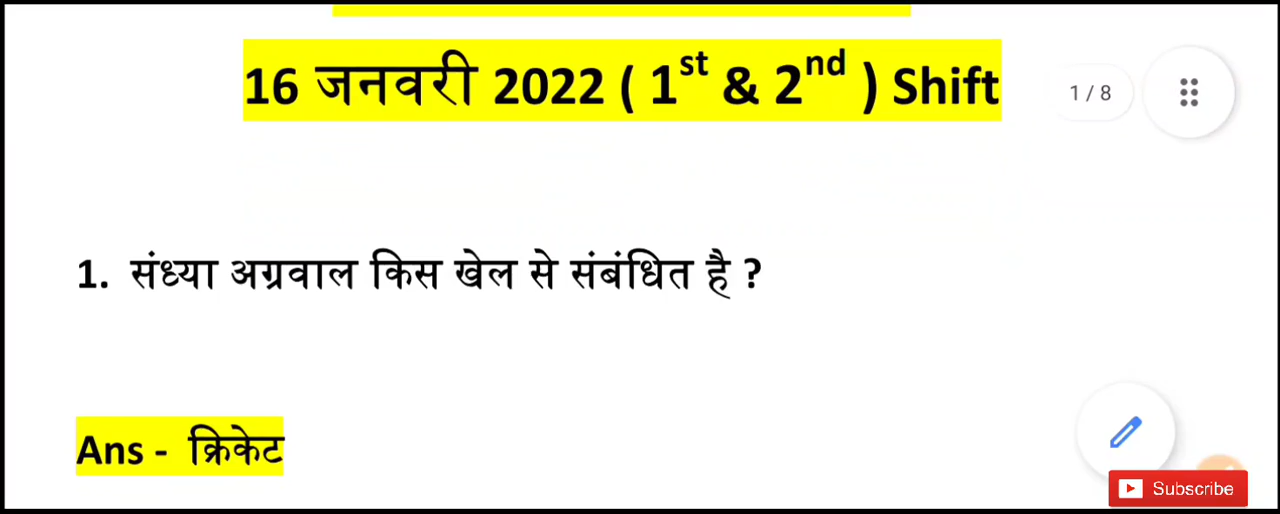 16 जनवरी 2022 ( 1st & 2nd ) Shift
1 / 8
1. संध्या अग्रवाल किस खेल से संबंधित है ?
Ans - क्रिकेट
Subscribe